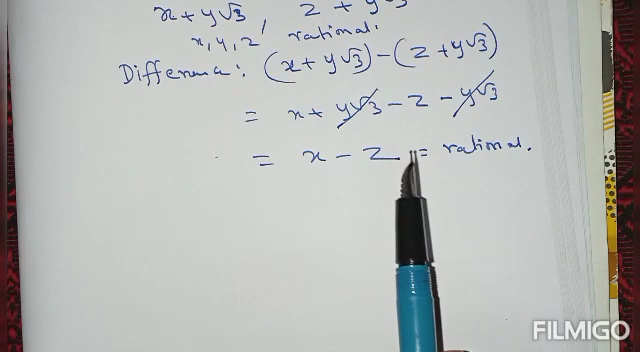 x + y√3, z + y√3
x, y, z rational.
Difference: (x + y√3) - (z + y√3)
= x + y√3 - z - y√3
= x - z = rational.
FILMIGO